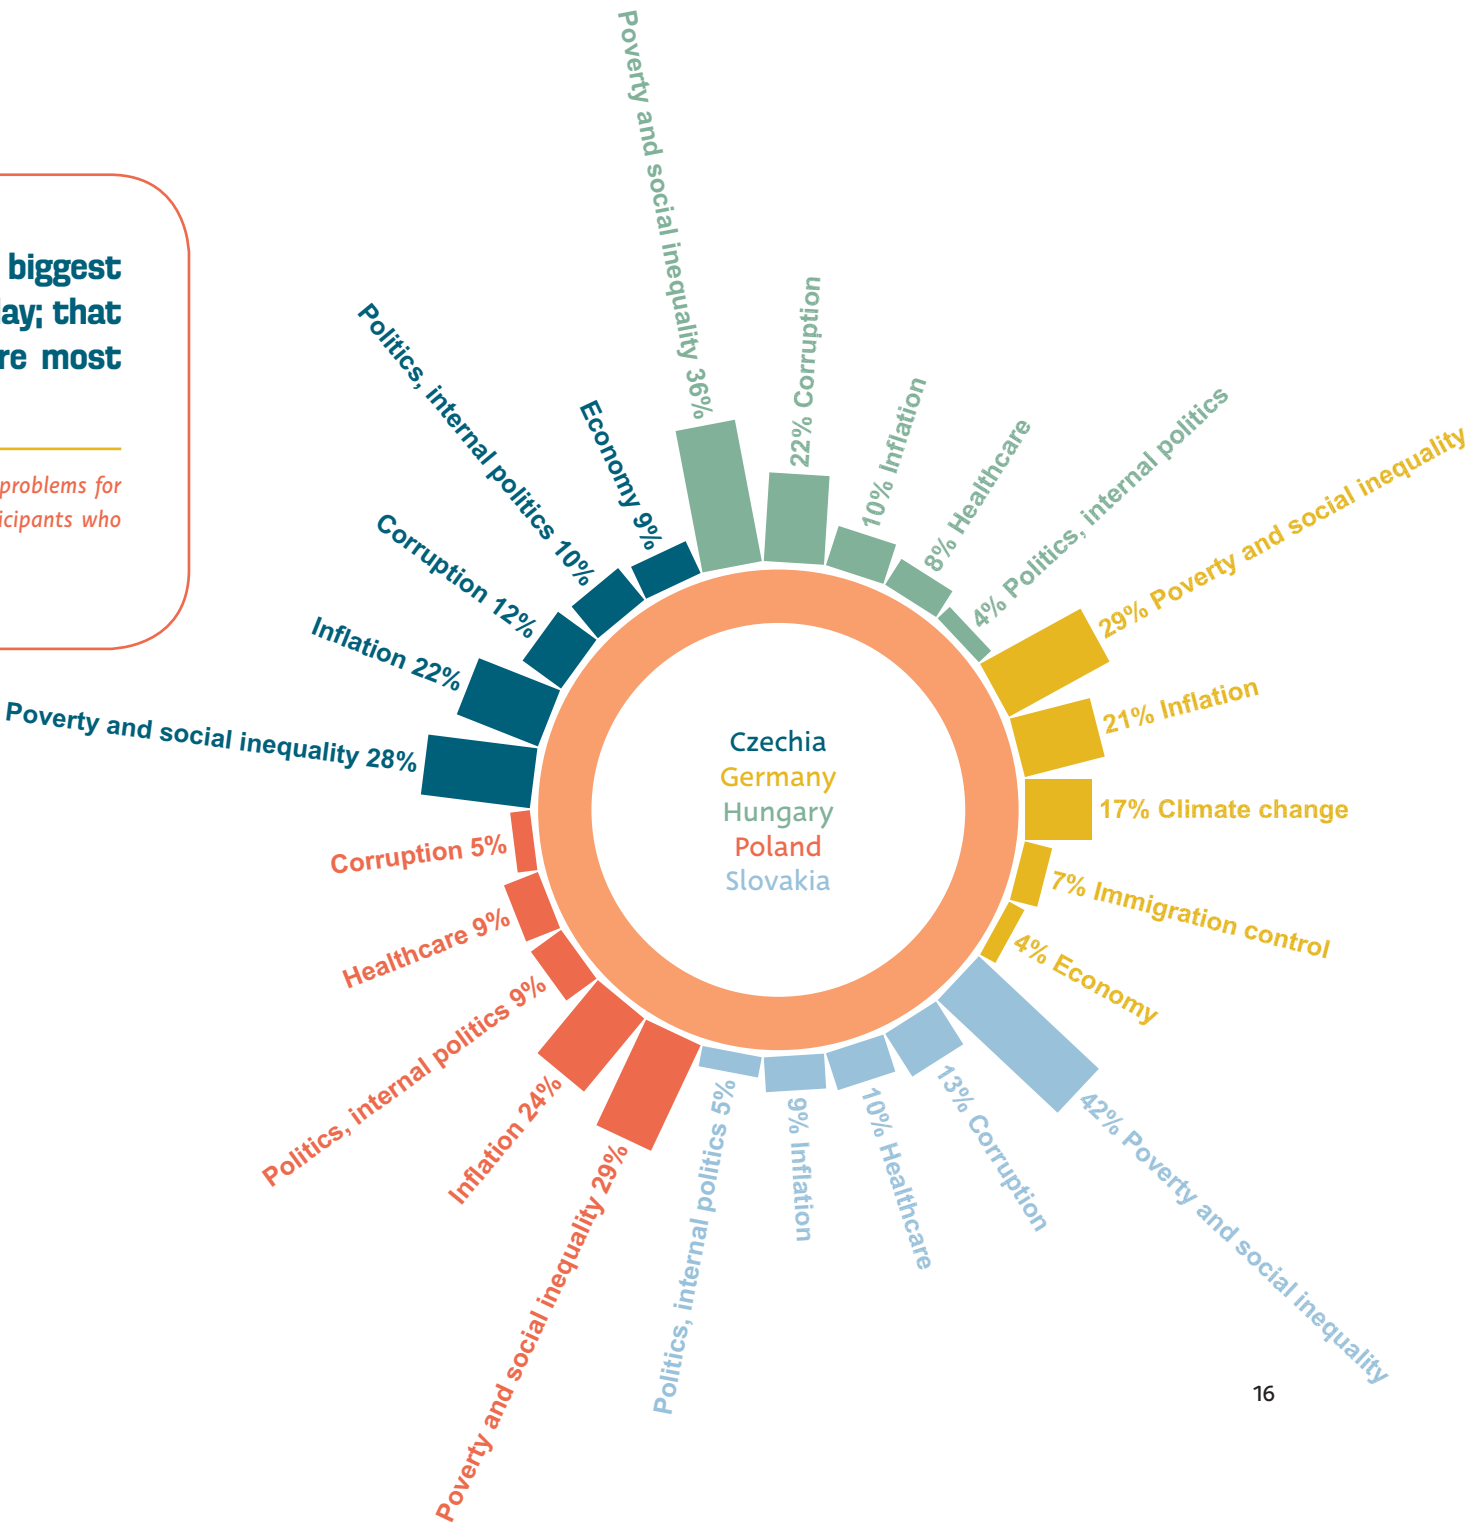 biggest
ay; that
re most
problems for
icipants who
Poverty and social inequality 36%
22% Corruption
10% Inflation
8% Healthcare
4% Politics, internal politics
29% Poverty and social inequality
21% Inflation
17% Climate change
7% Immigration control
4% Economy
42% Poverty and social inequality
13% Corruption
10% Healthcare
9% Inflation
Politics, internal politics 5%
Poverty and social inequality 29%
Inflation 24%
Politics, internal politics 9%
Healthcare 9%
Corruption 5%
Poverty and social inequality 28%
Inflation 22%
Corruption 12%
Politics, internal politics 10%
Economy 9%
Czechia
Germany
Hungary
Poland
Slovakia
16